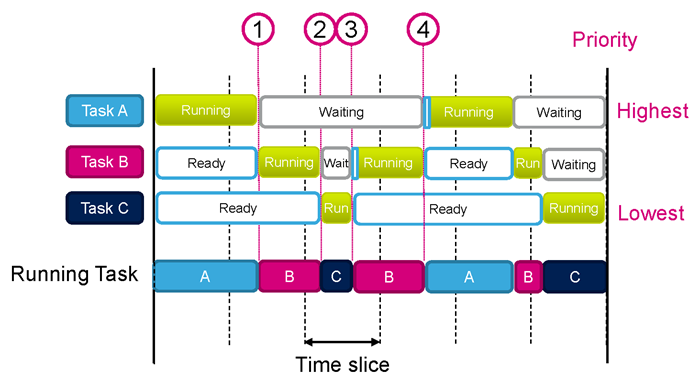 1 2 3 4
Priority
Task A Running Waiting Running Waiting Highest
Task B Ready Running Wait Running Ready Run Waiting
Task C Ready Run Ready Running Lowest
Running Task A B C B A B C
Time slice